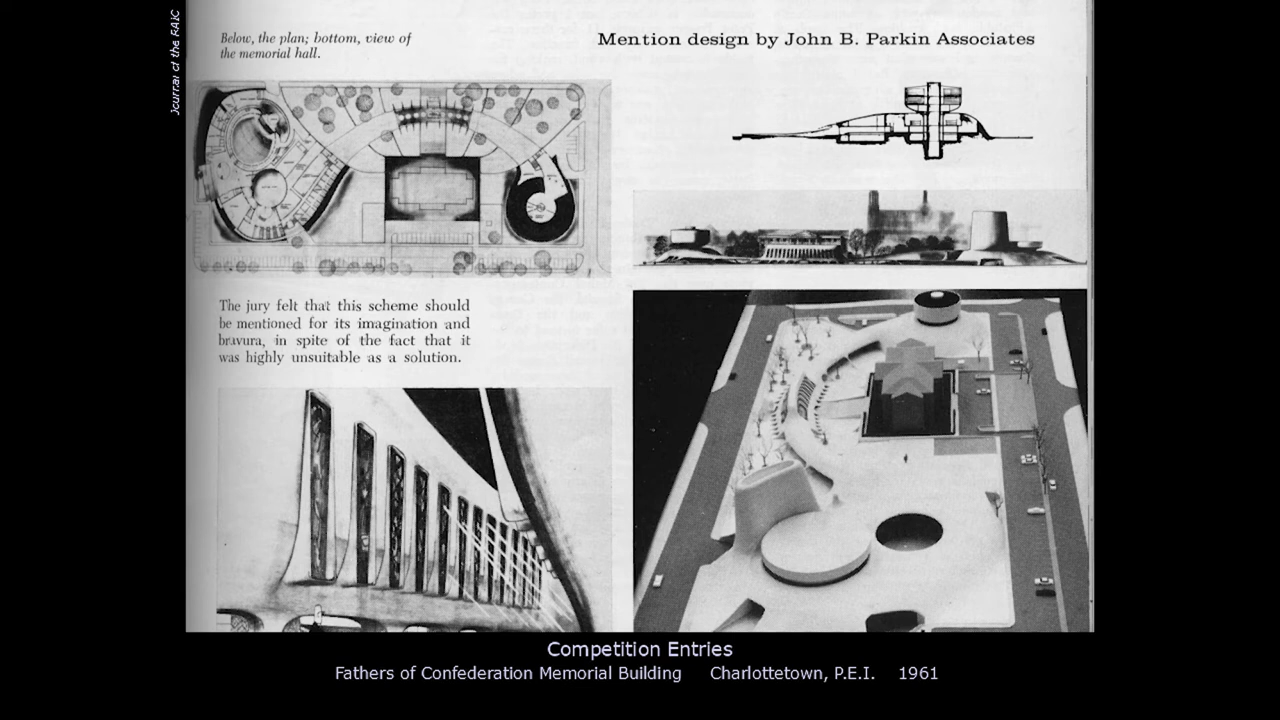 Journal of the RAIC
Below, the plan; bottom, view of
the memorial hall.
Mention design by John B. Parkin Associates
The jury felt that this scheme should
be mentioned for its imagination and
bravura, in spite of the fact that it
was highly unsuitable as a solution.
Competition Entries
Fathers of Confederation Memorial Building Charlottetown, P.E.I. 1961